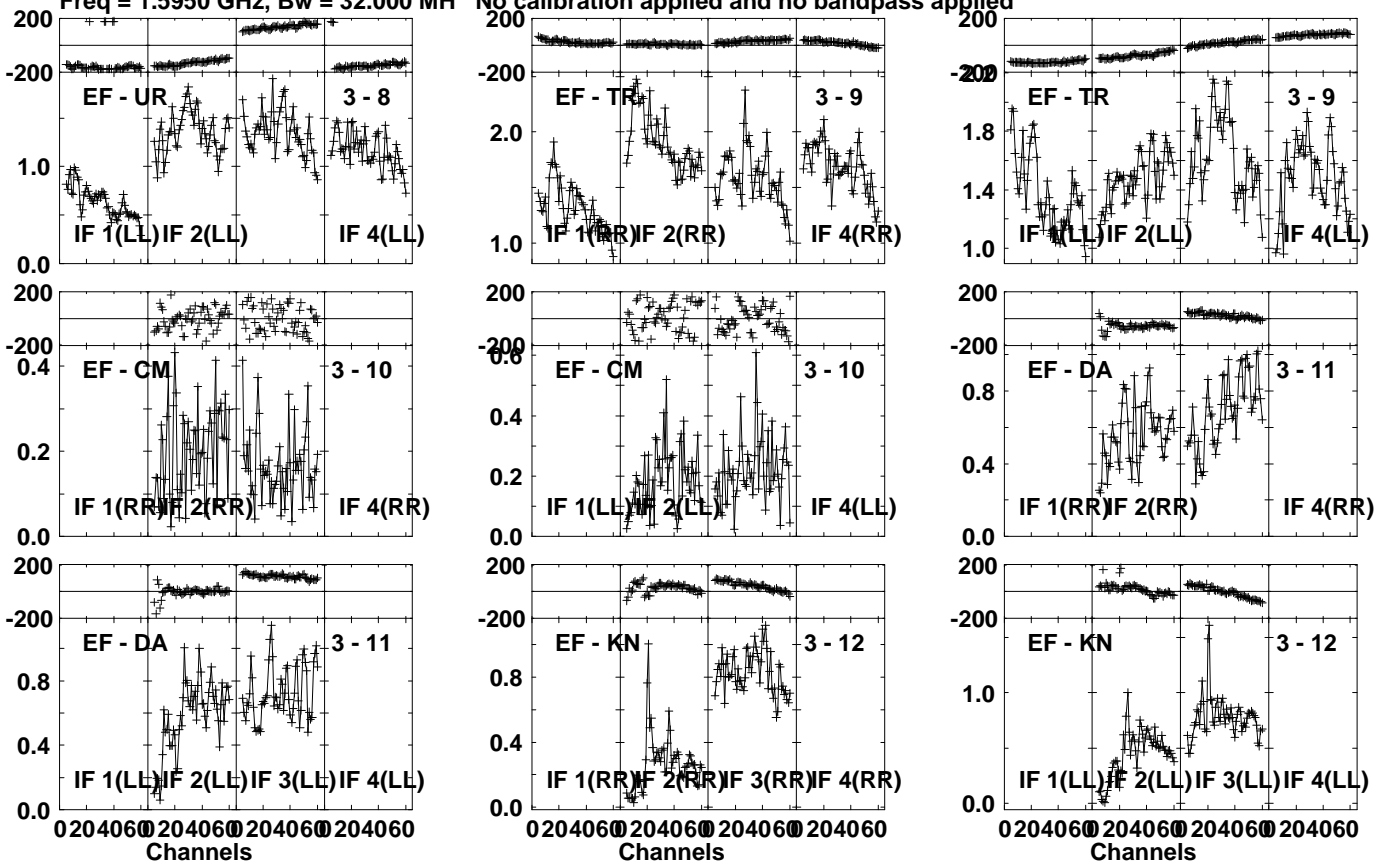 Freq = 1.5950 GHz, Bw = 32.000 MH No calibration applied and no bandpass applied
200
-200
EF - UR 3 - 8
1.0
IF 1(LL) IF 2(LL) IF 4(LL)
0.0
200
EF - TR 3 - 9
2.0
IF 1(RR) IF 2(RR) IF 4(RR)
1.0
200
-200
2.2
EF - TR 3 - 9
1.8
1.4
IF 1(LL) IF 2(LL) IF 4(LL)
1.0
200
-200
0.4
EF - CM 3 - 10
0.2
IF 1(RR) IF 2(RR) IF 4(RR)
0.0
200
-200
0.6
EF - CM 3 - 10
0.4
0.2
IF 1(LL) IF 2(LL) IF 4(LL)
0.0
200
-200
EF - DA 3 - 11
0.8
0.4
IF 1(RR) IF 2(RR) IF 4(RR)
0.0
200
-200
EF - DA 3 - 11
0.8
0.4
IF 1(LL) IF 2(LL) IF 3(LL) IF 4(LL)
0.0
0 20 40 60 0 20 40 60 0 20 40 60 0 20 40 60
Channels
200
-200
EF - KN 3 - 12
0.8
0.4
IF 1(RR) IF 2(RR) IF 3(RR) IF 4(RR)
0.0
0 20 40 60 0 20 40 60 0 20 40 60 0 20 40 60
Channels
200
-200
EF - KN 3 - 12
1.0
IF 1(LL) IF 2(LL) IF 3(LL) IF 4(LL)
0.0
0 20 40 60 0 20 40 60 0 20 40 60 0 20 40 60
Channels